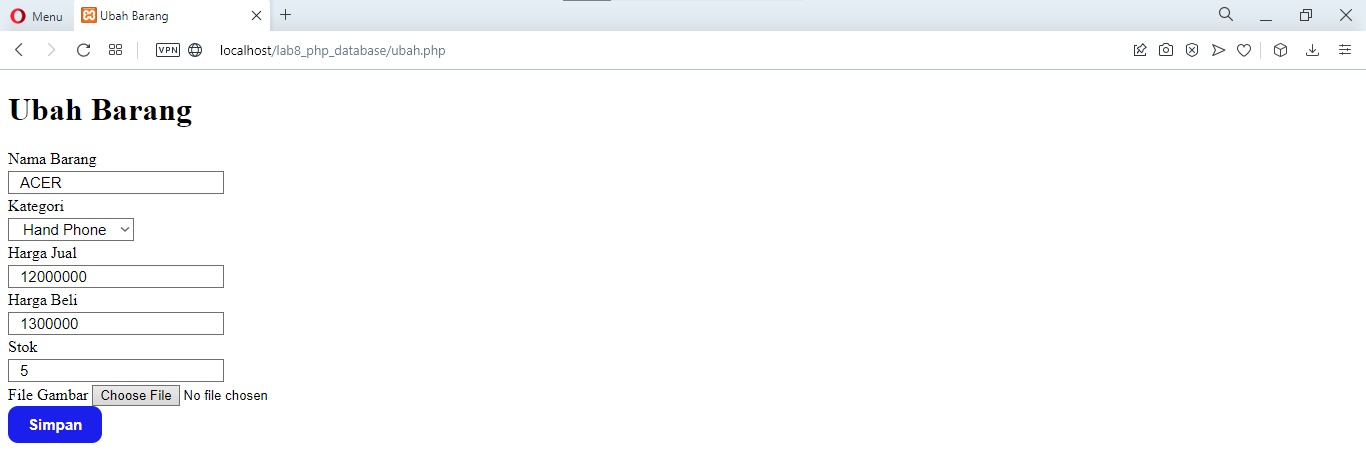 Menu
Ubah Barang
VPN
localhost/lab8_php_database/ubah.php
Ubah Barang
Nama Barang
ACER
Kategori
Hand Phone
Harga Jual
12000000
Harga Beli
1300000
Stok
5
File Gambar Choose File No file chosen
Simpan